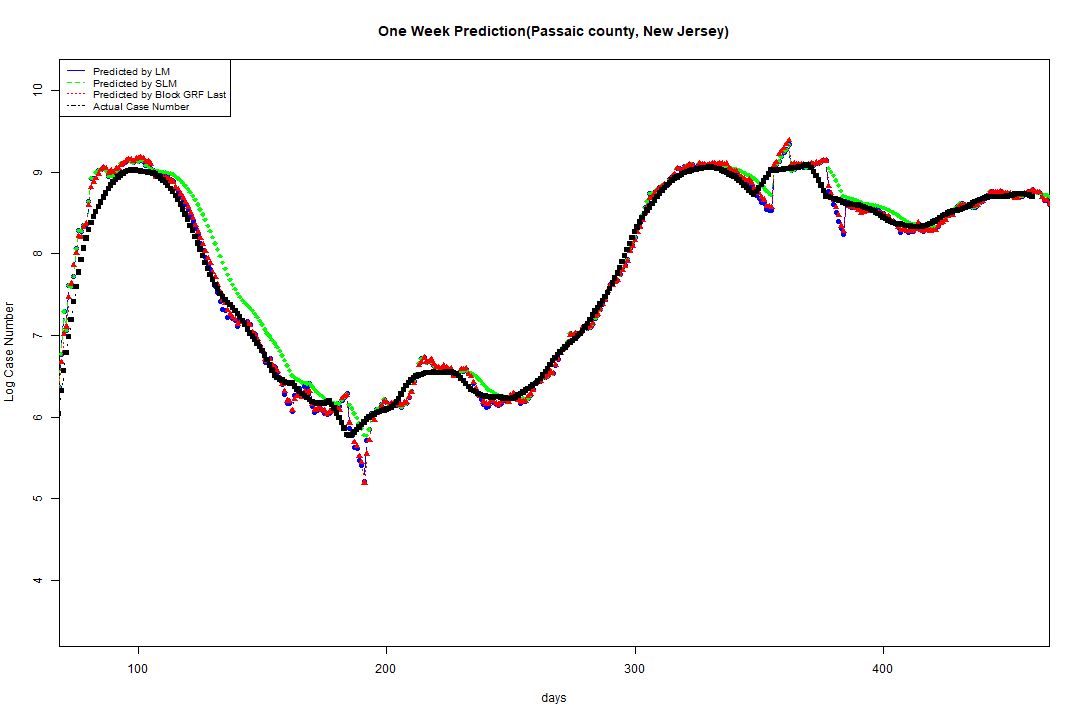 One Week Prediction(Passaic county, New Jersey)
Predicted by LM
Predicted by SLM
Predicted by Block GRF Last
Actual Case Number
10
9
8
7
6
5
4
Log Case Number
100 200 300 400
days